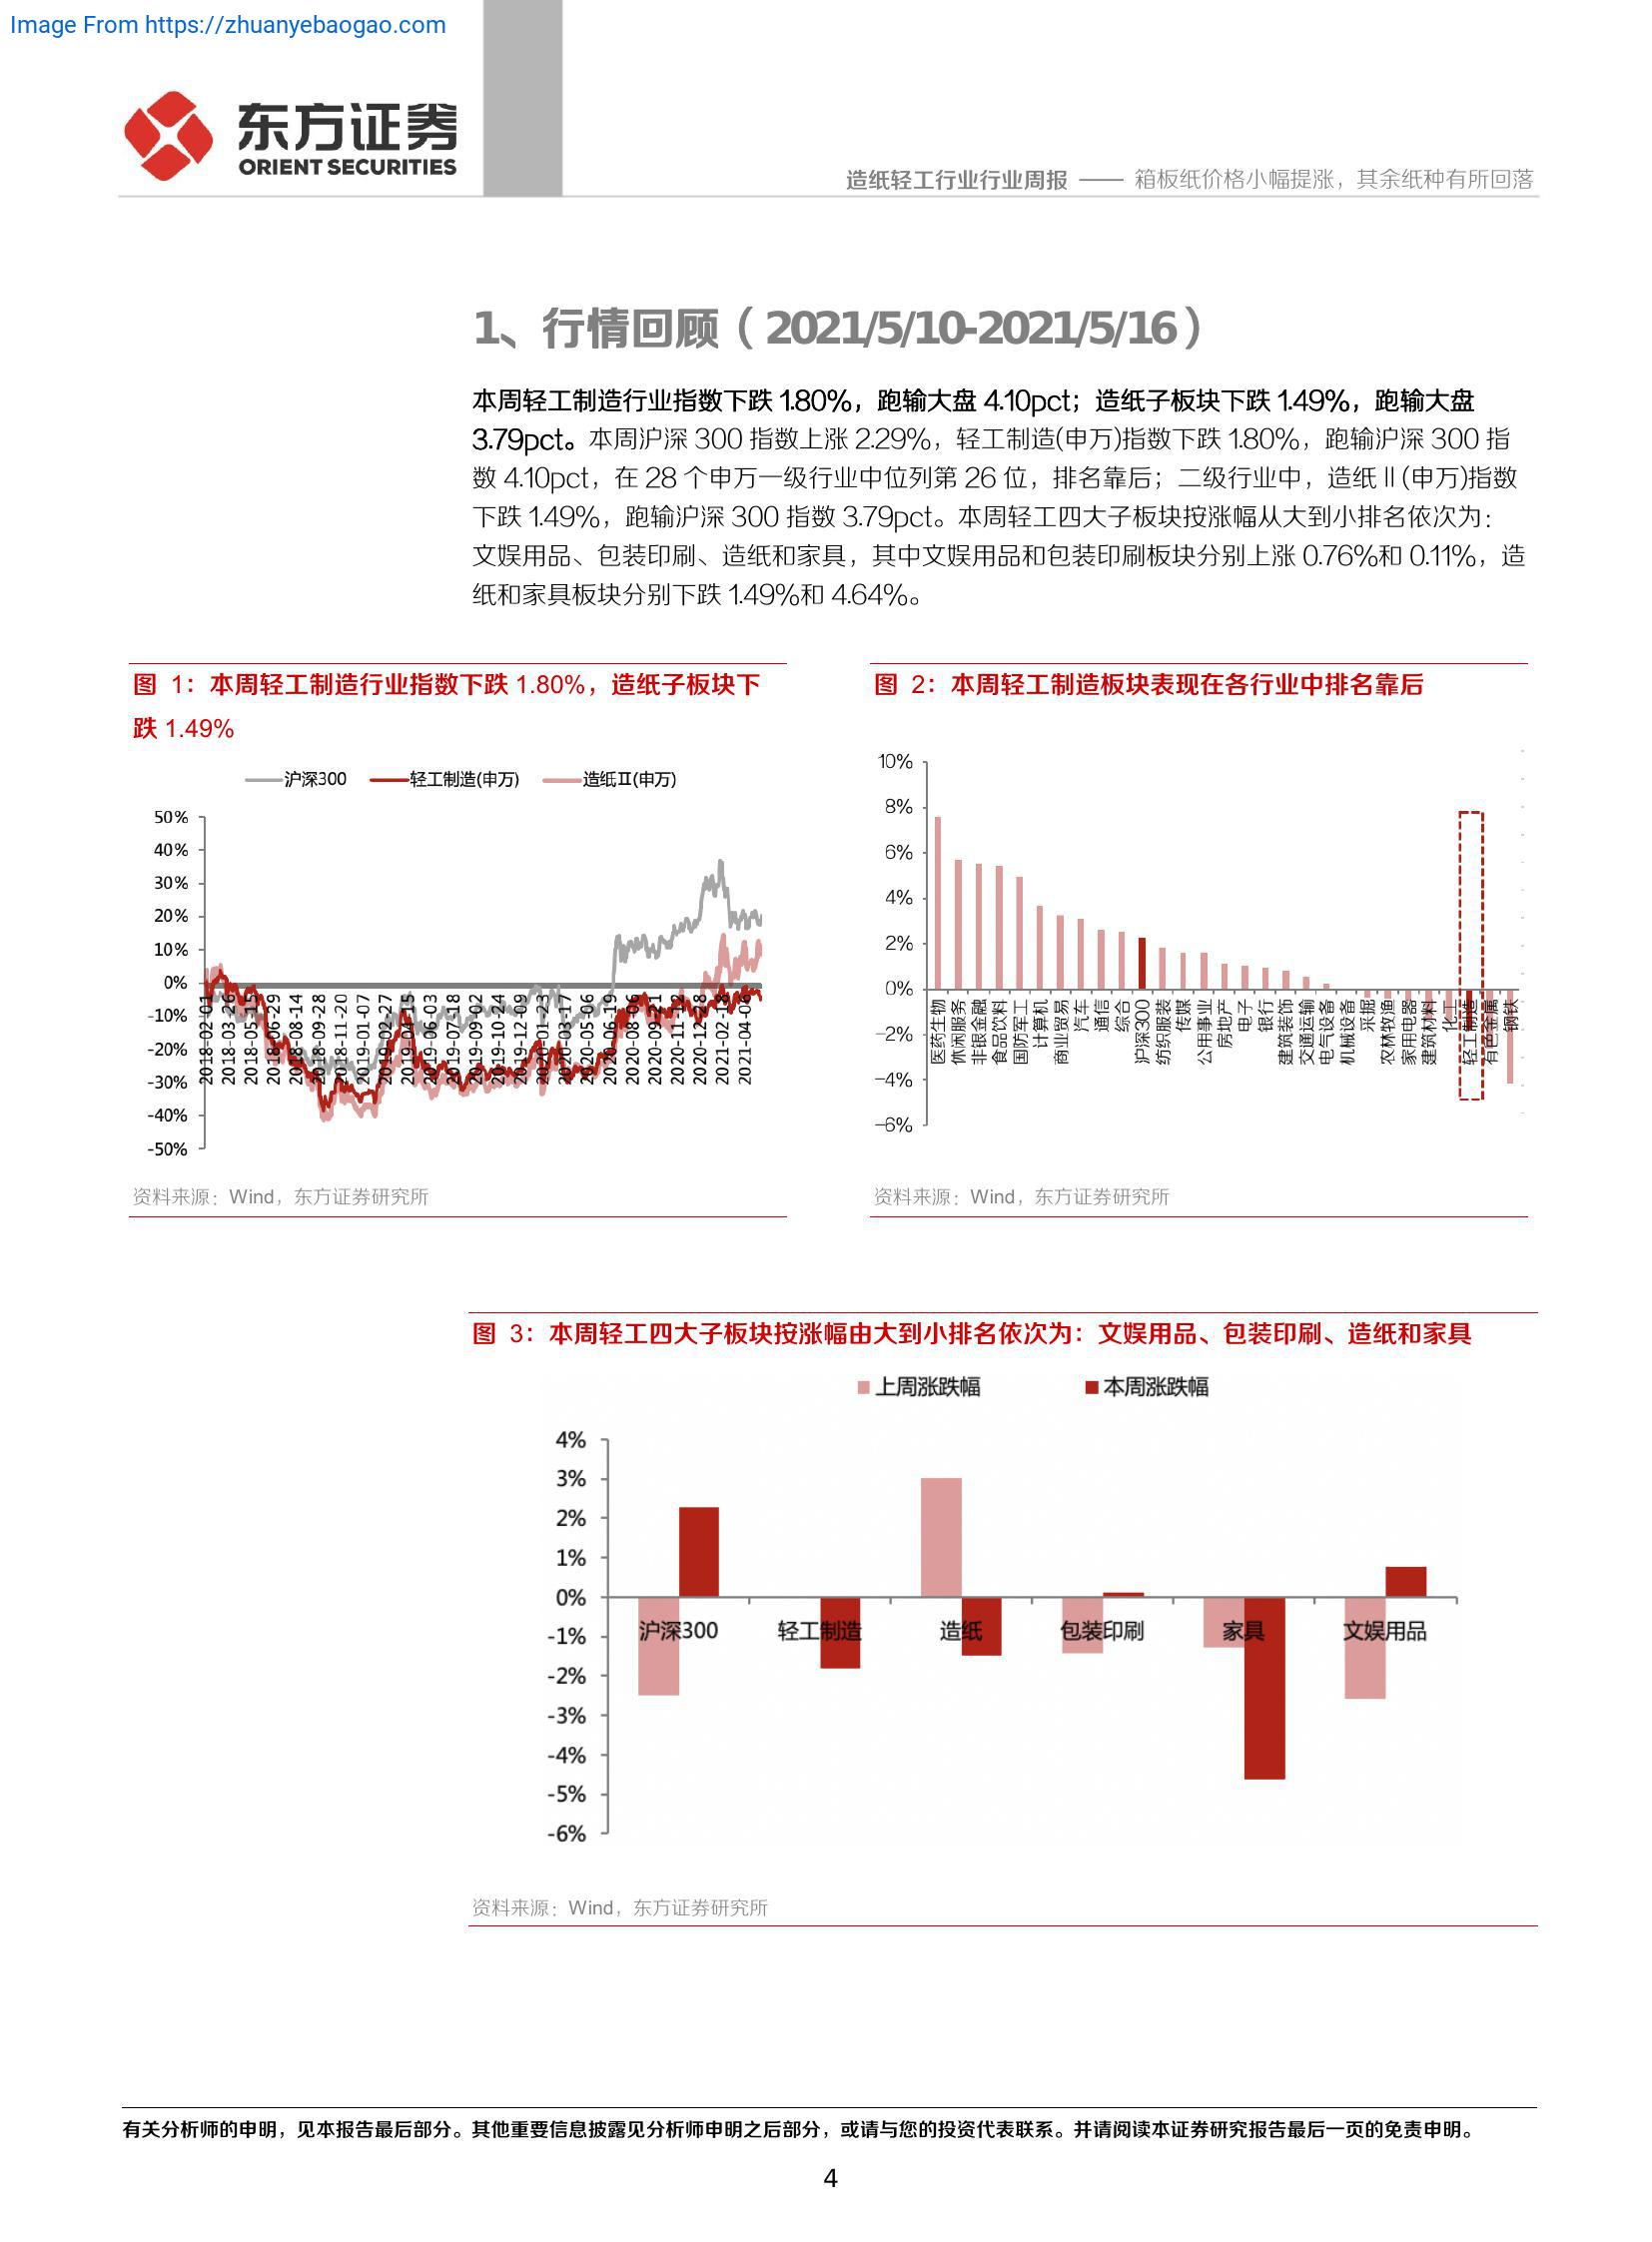 Image From https://zhuanyebaogao.com
东方证券
ORIENT SECURITIES
造纸轻工行业行业周报 —— 箱板纸价格小幅提涨，其余纸种有所回落
1、行情回顾（2021/5/10-2021/5/16）
本周轻工制造行业指数下跌 1.80%，跑输大盘 4.10pct；造纸子板块下跌 1.49%，跑输大盘
3.79pct。本周沪深 300 指数上涨 2.29%，轻工制造(申万)指数下跌 1.80%，跑输沪深 300 指
数 4.10pct，在 28 个申万一级行业中位列第 26 位，排名靠后；二级行业中，造纸Ⅱ(申万)指数
下跌 1.49%，跑输沪深 300 指数 3.79pct。本周轻工四大子板块按涨幅从大到小排名依次为：
文娱用品、包装印刷、造纸和家具，其中文娱用品和包装印刷板块分别上涨 0.76%和 0.11%，造
纸和家具板块分别下跌 1.49%和 4.64%。
图 1：本周轻工制造行业指数下跌 1.80%，造纸子板块下
跌 1.49%
沪深300 轻工制造(申万) 造纸Ⅱ(申万)
50%
40%
30%
20%
10%
0%
-10%
-20%
-30%
-40%
-50%
2018-02-01
2018-03-26
2018-05-15
2018-06-29
2018-08-14
2018-09-28
2018-11-20
2019-01-07
2019-02-27
2019-04-15
2019-06-03
2019-07-18
2019-09-02
2019-10-24
2019-12-09
2020-01-23
2020-03-17
2020-05-06
2020-06-19
2020-08-06
2020-09-21
2020-11-12
2020-12-28
2021-02-18
2021-04-06
资料来源：Wind，东方证券研究所
图 2：本周轻工制造板块表现在各行业中排名靠后
10%
8%
6%
4%
2%
0%
-2%
-4%
-6%
医药生物
休闲服务
非银金融
食品饮料
国防军工
计算机
商业贸易
汽车
通信
综合
沪深300
纺织服装
传媒
公用事业
房地产
电子
银行
建筑装饰
交通运输
电气设备
机械设备
采掘
农林牧渔
家用电器
建筑材料
化工
轻工制造
有色金属
钢铁
资料来源：Wind，东方证券研究所
图 3：本周轻工四大子板块按涨幅由大到小排名依次为：文娱用品、包装印刷、造纸和家具
上周涨跌幅 本周涨跌幅
4%
3%
2%
1%
0%
-1%
-2%
-3%
-4%
-5%
-6%
沪深300 轻工制造 造纸 包装印刷 家具 文娱用品
资料来源：Wind，东方证券研究所
有关分析师的申明，见本报告最后部分。其他重要信息披露见分析师申明之后部分，或请与您的投资代表联系。并请阅读本证券研究报告最后一页的免责申明。
4